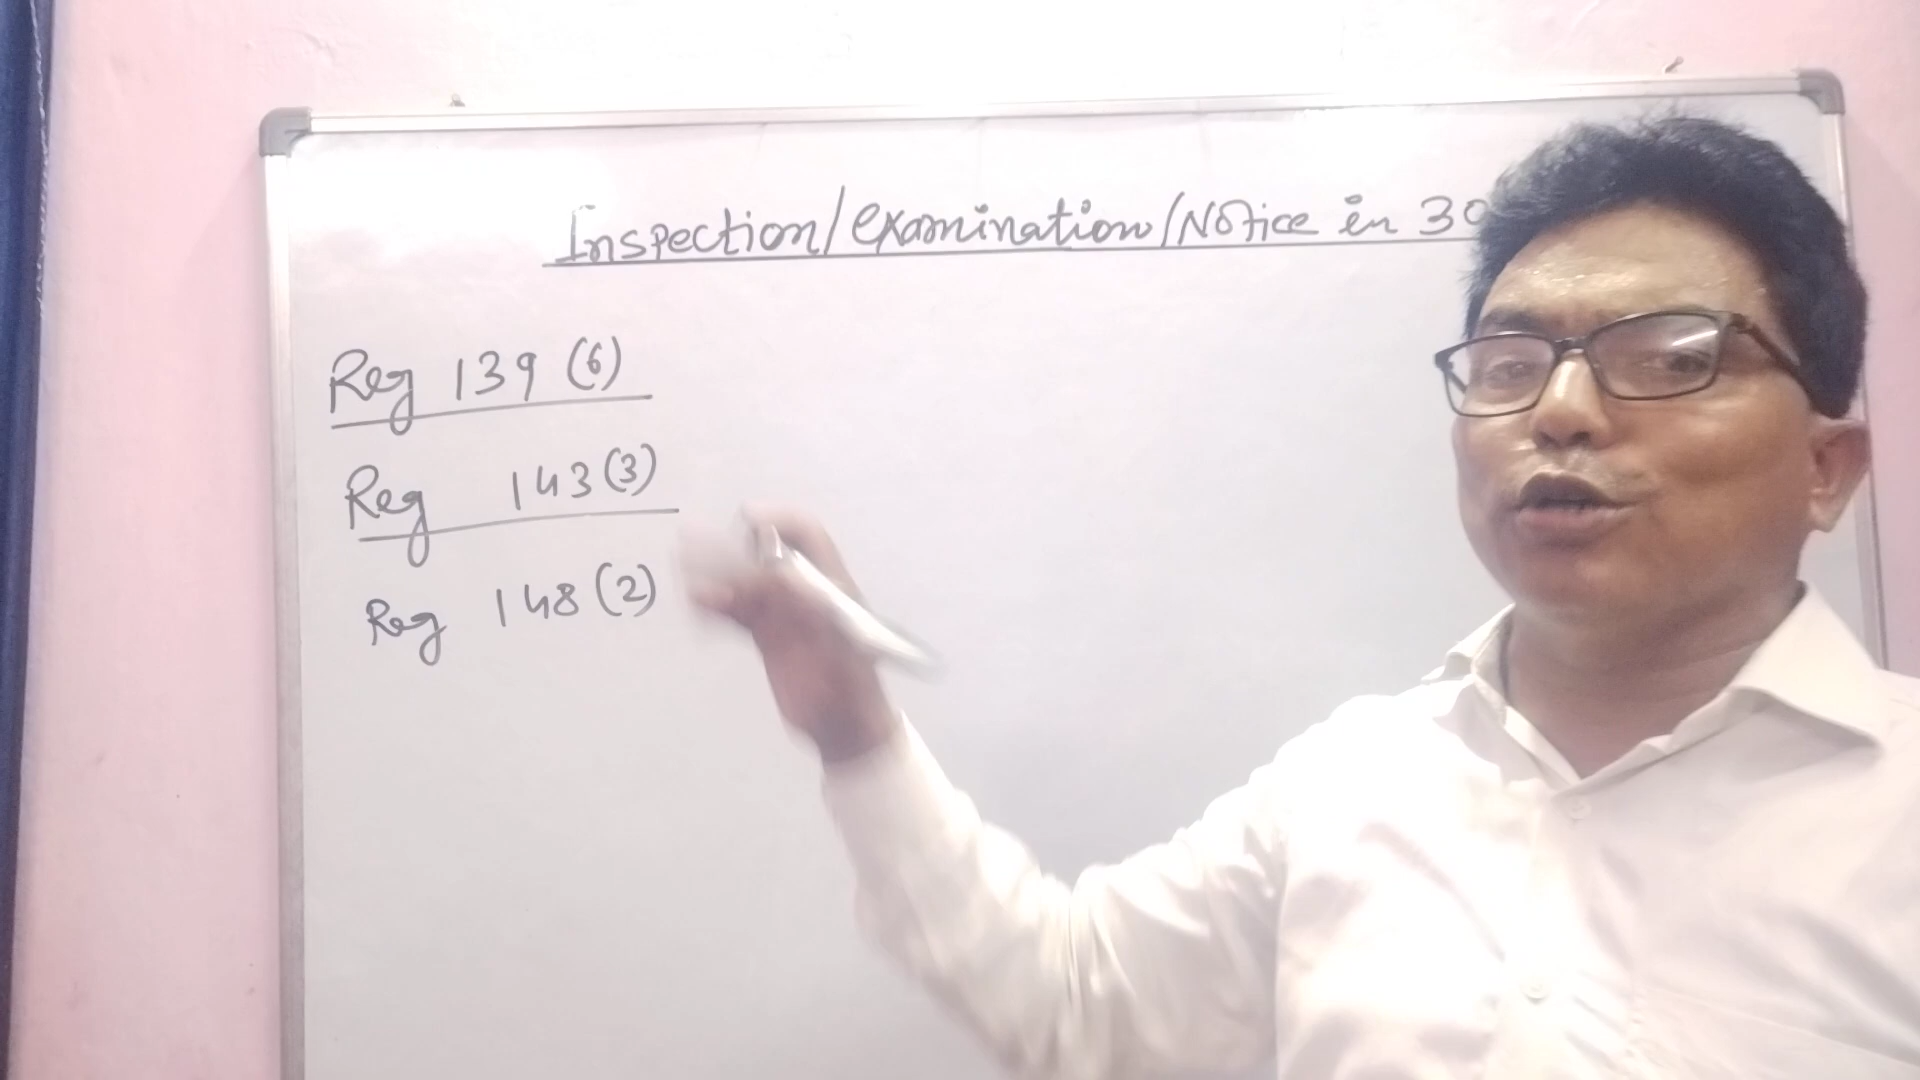 Inspection/examination/Notice in 30
Reg 139 (6)
Reg 143 (3)
Reg 148 (2)